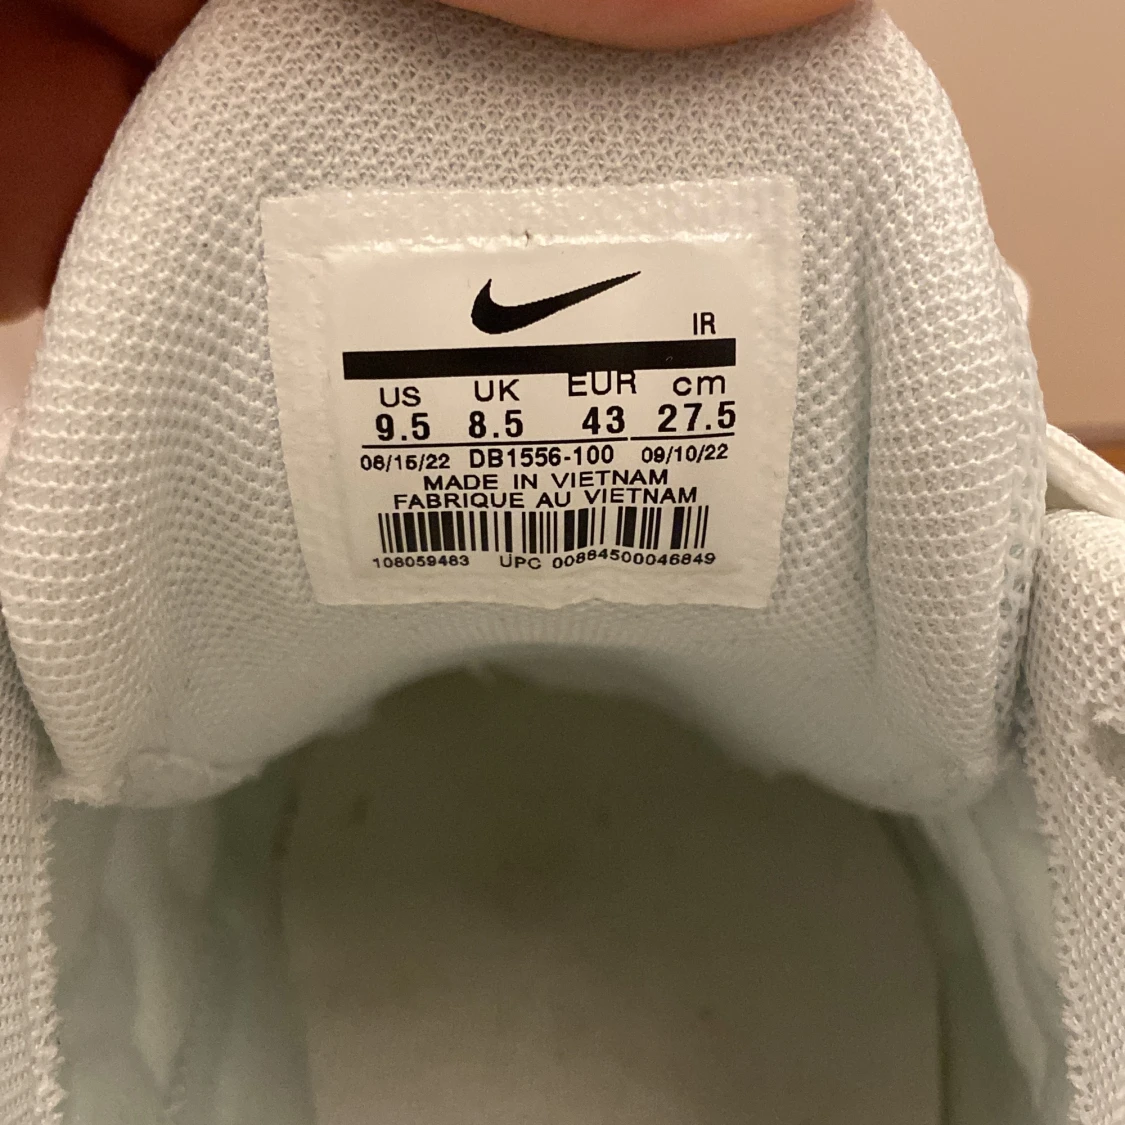 IR
US UK EUR cm
9.5 8.5 43 27.5
08/15/22 DB1556-100 09/10/22
MADE IN VIETNAM
FABRIQUE AU VIETNAM
108059483 UPC 00884500046849